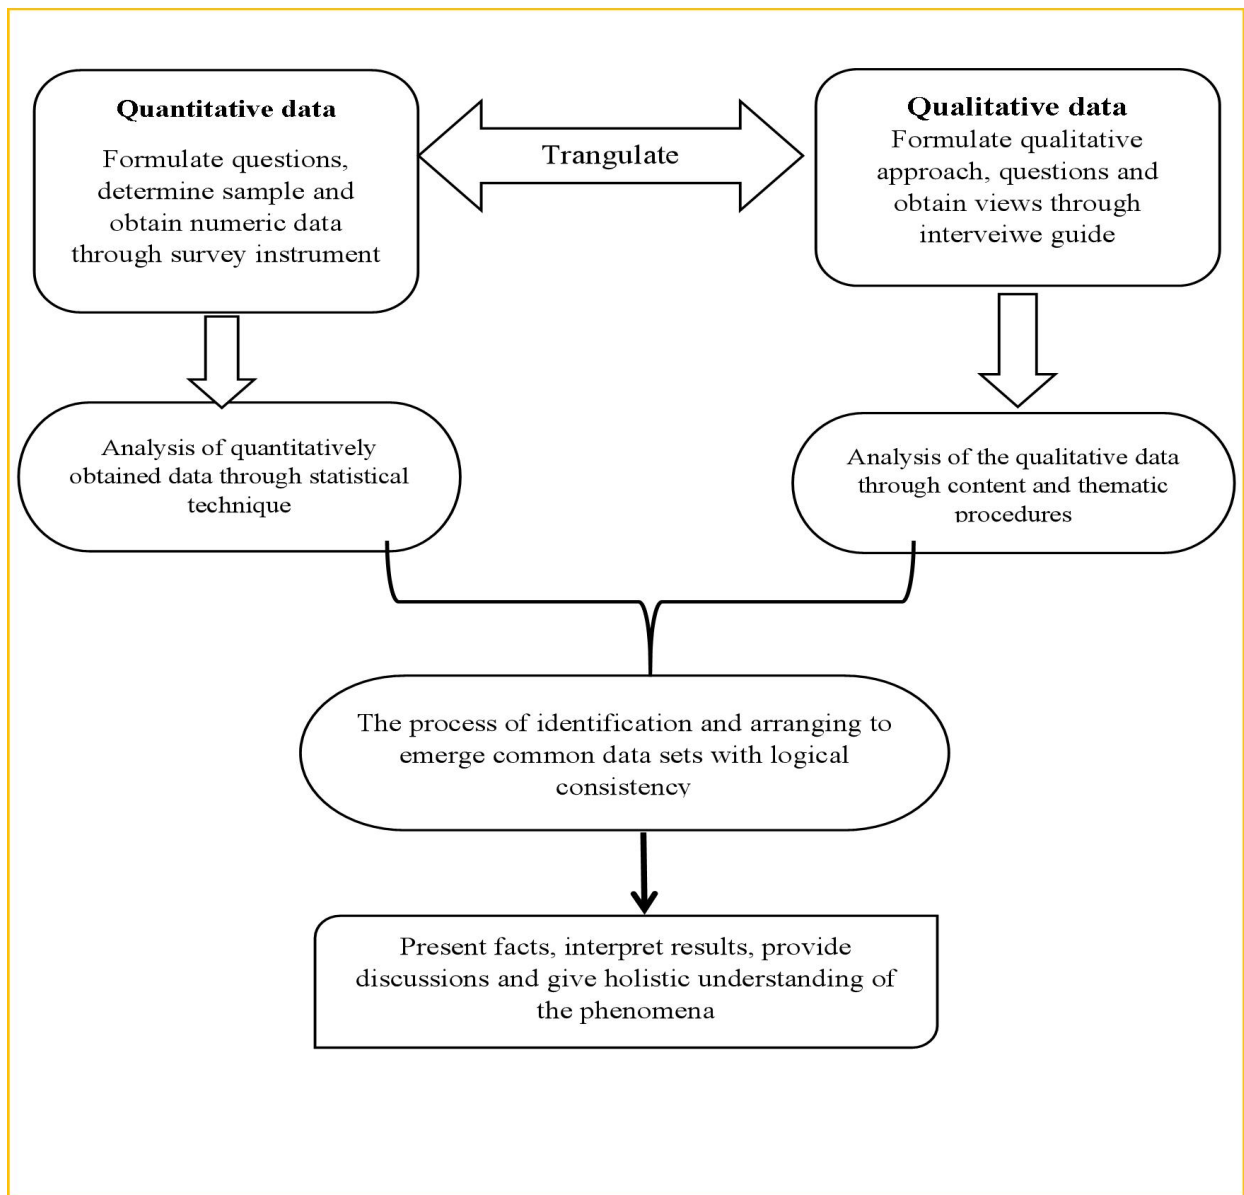 Quantitative data
Formulate questions,
determine sample and
obtain numeric data
through survey instrument
Trangulate
Qualitative data
Formulate qualitative
approach, questions and
obtain views through
interveiwe guide
Analysis of quantitatively
obtained data through statistical
technique
Analysis of the qualitative data
through content and thematic
procedures
The process of identification and arranging to
emerge common data sets with logical
consistency
Present facts, interpret results, provide
discussions and give holistic understanding of
the phenomena